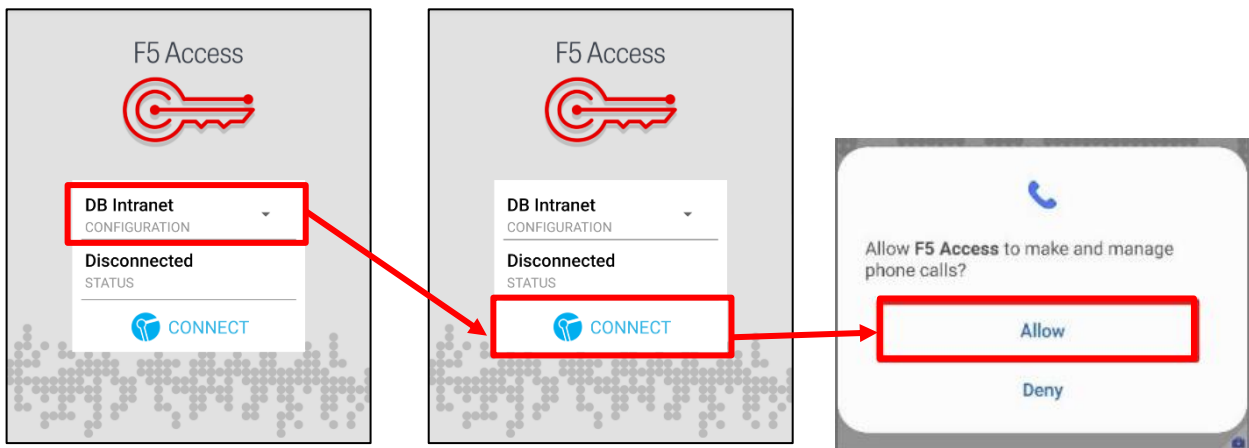 F5 Access
DB Intranet
CONFIGURATION
Disconnected
STATUS
CONNECT
F5 Access
DB Intranet
CONFIGURATION
Disconnected
STATUS
CONNECT
Allow F5 Access to make and manage
phone calls?
Allow
Deny